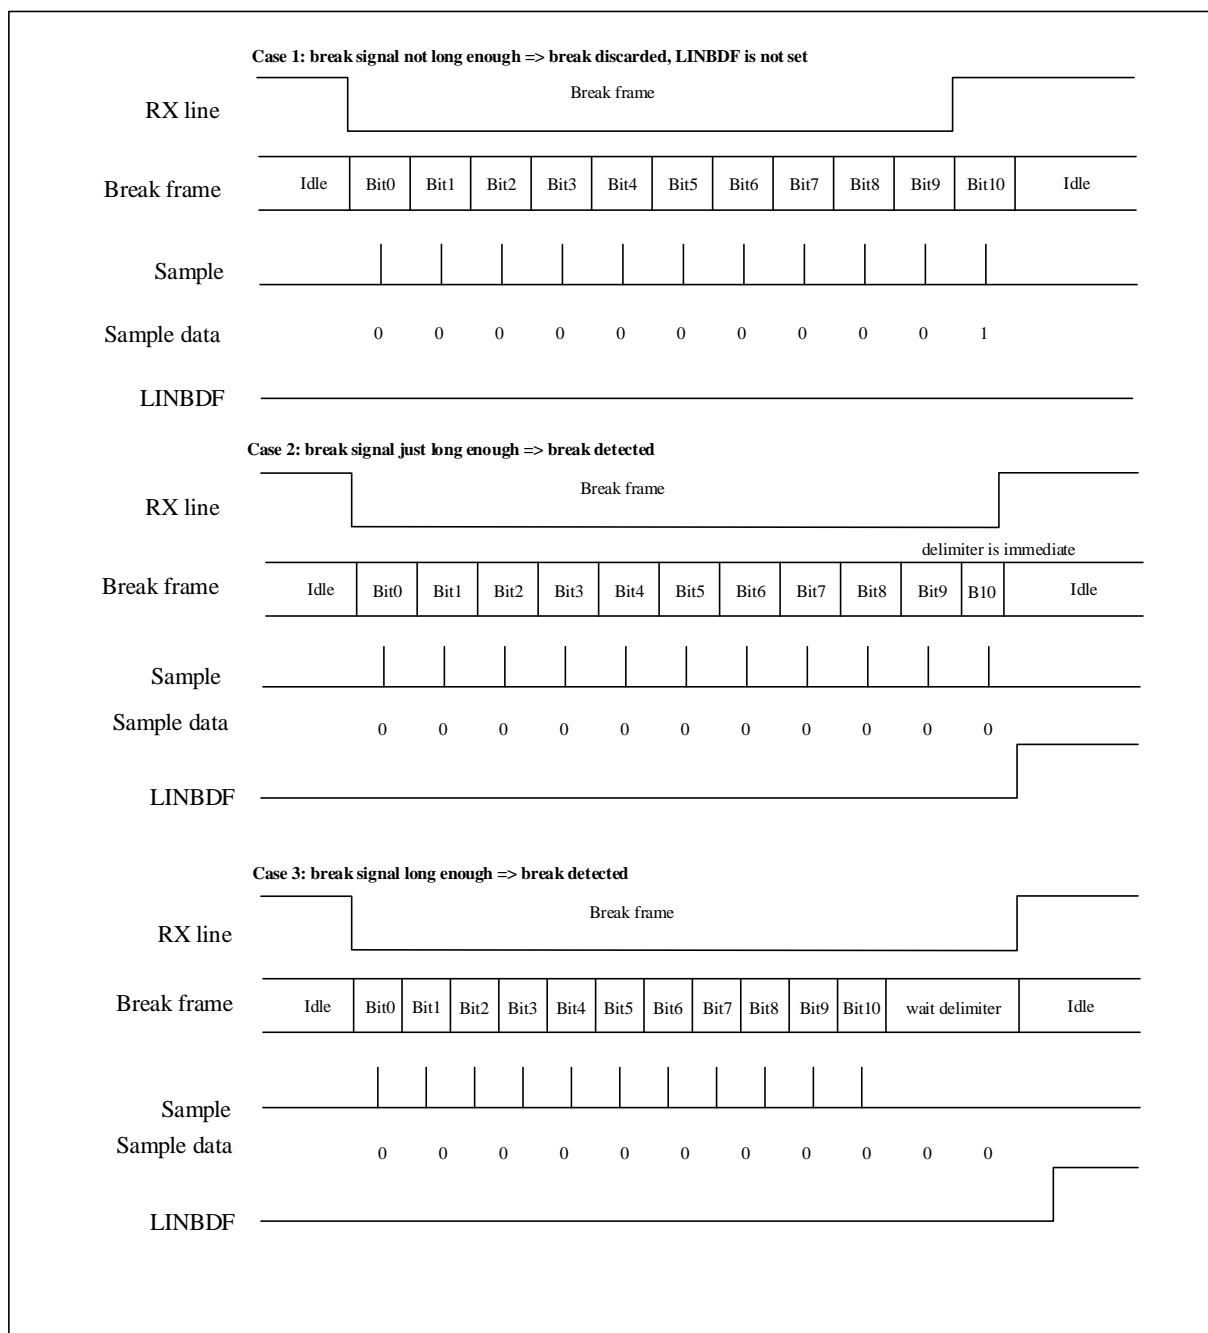 Case 1: break signal not long enough => break discarded, LINBDF is not set
RX line
Break frame
Break frame
Idle Bit0 Bit1 Bit2 Bit3 Bit4 Bit5 Bit6 Bit7 Bit8 Bit9 Bit10 Idle
Sample
Sample data
0 0 0 0 0 0 0 0 0 0 1
LINBDF
Case 2: break signal just long enough => break detected
RX line
Break frame
delimiter is immediate
Break frame
Idle Bit0 Bit1 Bit2 Bit3 Bit4 Bit5 Bit6 Bit7 Bit8 Bit9 B10 Idle
Sample
Sample data
0 0 0 0 0 0 0 0 0 0 0
LINBDF
Case 3: break signal long enough => break detected
RX line
Break frame
Break frame
Idle Bit0 Bit1 Bit2 Bit3 Bit4 Bit5 Bit6 Bit7 Bit8 Bit9 Bit10 wait delimiter Idle
Sample
Sample data
0 0 0 0 0 0 0 0 0 0 0
LINBDF